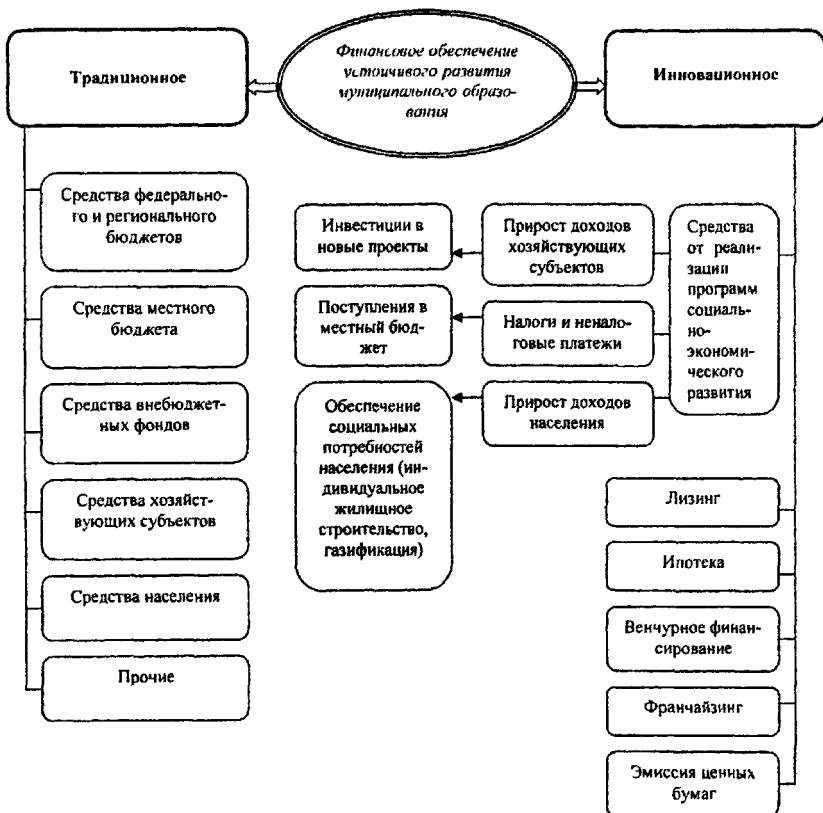 Традиционное
Финансовое обеспечение
устойчивого развития
муниципального образо-
вания
Инновационное
Средства федерально-
го и регионального
бюджетов
Средства местного
бюджета
Средства внебюджет-
ных фондов
Средства хозяйст-
вующих субъектов
Средства населения
Прочие
Инвестиции в
новые проекты
Поступления в
местный бюд-
жет
Обеспечение
социальных
потребностей
населения (ин-
дивидуальное
жилищное
строительство,
газификация)
Прирост доходов
хозяйствующих
субъектов
Налоги и ненало-
говые платежи
Прирост доходов
населения
Средства
от реали-
зации
программ
социаль-
но-
экономи-
ческого
развития
Лизинг
Ипотека
Венчурное финан-
сирование
Франчайзинг
Эмиссия ценных
бумаг